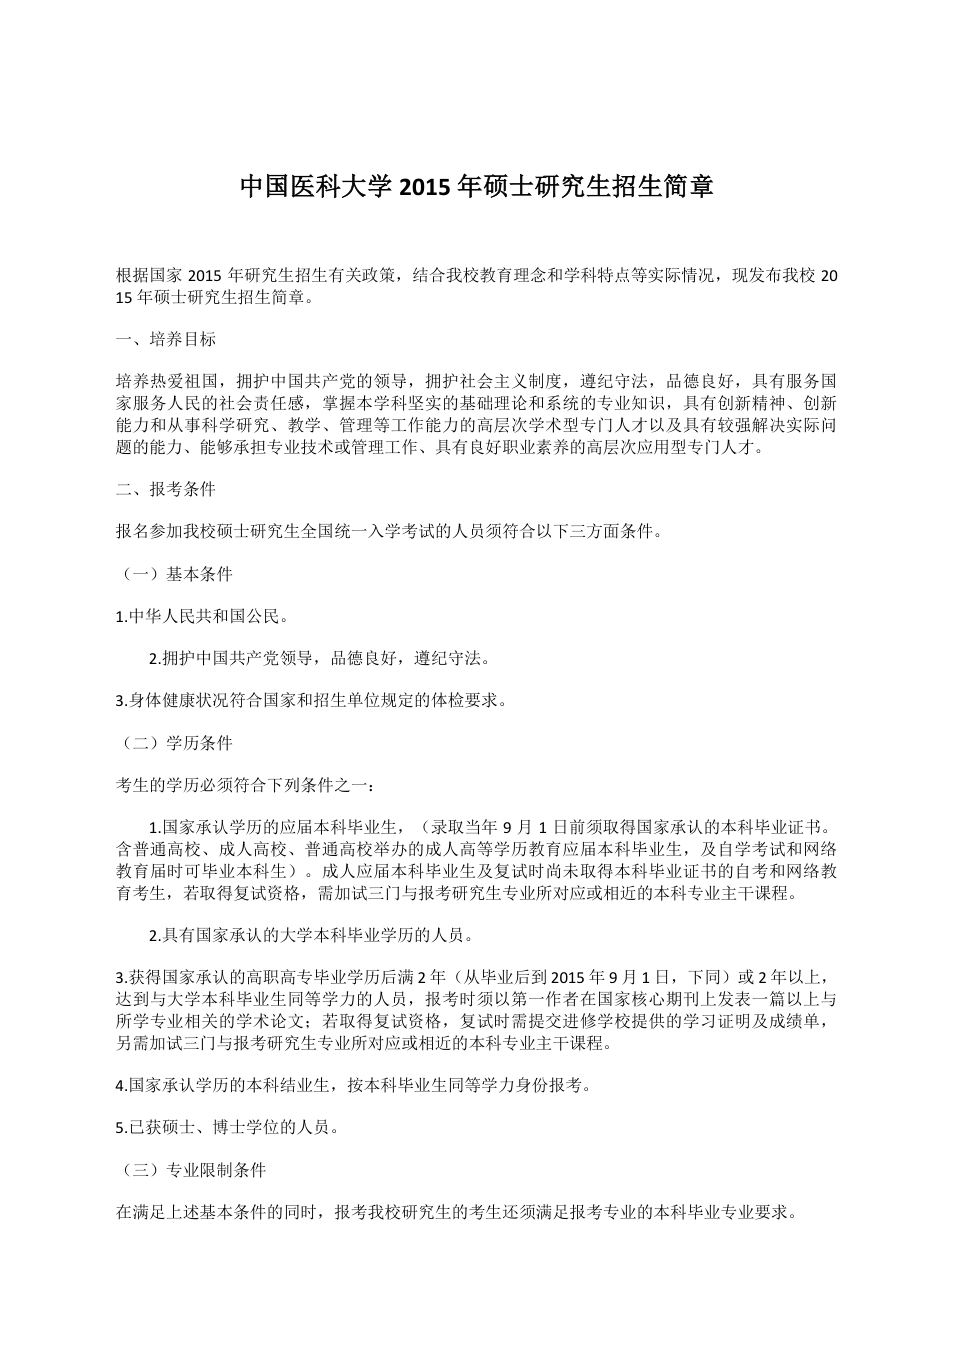 中国医科大学 2015 年硕士研究生招生简章
根据国家 2015 年研究生招生有关政策，结合我校教育理念和学科特点等实际情况，现发布我校 20
15 年硕士研究生招生简章。
一、培养目标
培养热爱祖国，拥护中国共产党的领导，拥护社会主义制度，遵纪守法，品德良好，具有服务国
家服务人民的社会责任感，掌握本学科坚实的基础理论和系统的专业知识，具有创新精神、创新
能力和从事科学研究、教学、管理等工作能力的高层次学术型专门人才以及具有较强解决实际问
题的能力、能够承担专业技术或管理工作、具有良好职业素养的高层次应用型专门人才。
二、报考条件
报名参加我校硕士研究生全国统一入学考试的人员须符合以下三方面条件。
（一）基本条件
1.中华人民共和国公民。
2.拥护中国共产党领导，品德良好，遵纪守法。
3.身体健康状况符合国家和招生单位规定的体检要求。
（二）学历条件
考生的学历必须符合下列条件之一：
1.国家承认学历的应届本科毕业生，（录取当年 9 月 1 日前须取得国家承认的本科毕业证书。
含普通高校、成人高校、普通高校举办的成人高等学历教育应届本科毕业生，及自学考试和网络
教育届时可毕业本科生）。成人应届本科毕业生及复试时尚未取得本科毕业证书的自考和网络教
育考生，若取得复试资格，需加试三门与报考研究生专业所对应或相近的本科专业主干课程。
2.具有国家承认的大学本科毕业学历的人员。
3.获得国家承认的高职高专毕业学历后满 2 年（从毕业后到 2015 年 9 月 1 日，下同）或 2 年以上，
达到与大学本科毕业生同等学力的人员，报考时须以第一作者在国家核心期刊上发表一篇以上与
所学专业相关的学术论文；若取得复试资格，复试时需提交进修学校提供的学习证明及成绩单，
另需加试三门与报考研究生专业所对应或相近的本科专业主干课程。
4.国家承认学历的本科结业生，按本科毕业生同等学力身份报考。
5.已获硕士、博士学位的人员。
（三）专业限制条件
在满足上述基本条件的同时，报考我校研究生的考生还须满足报考专业的本科毕业专业要求。